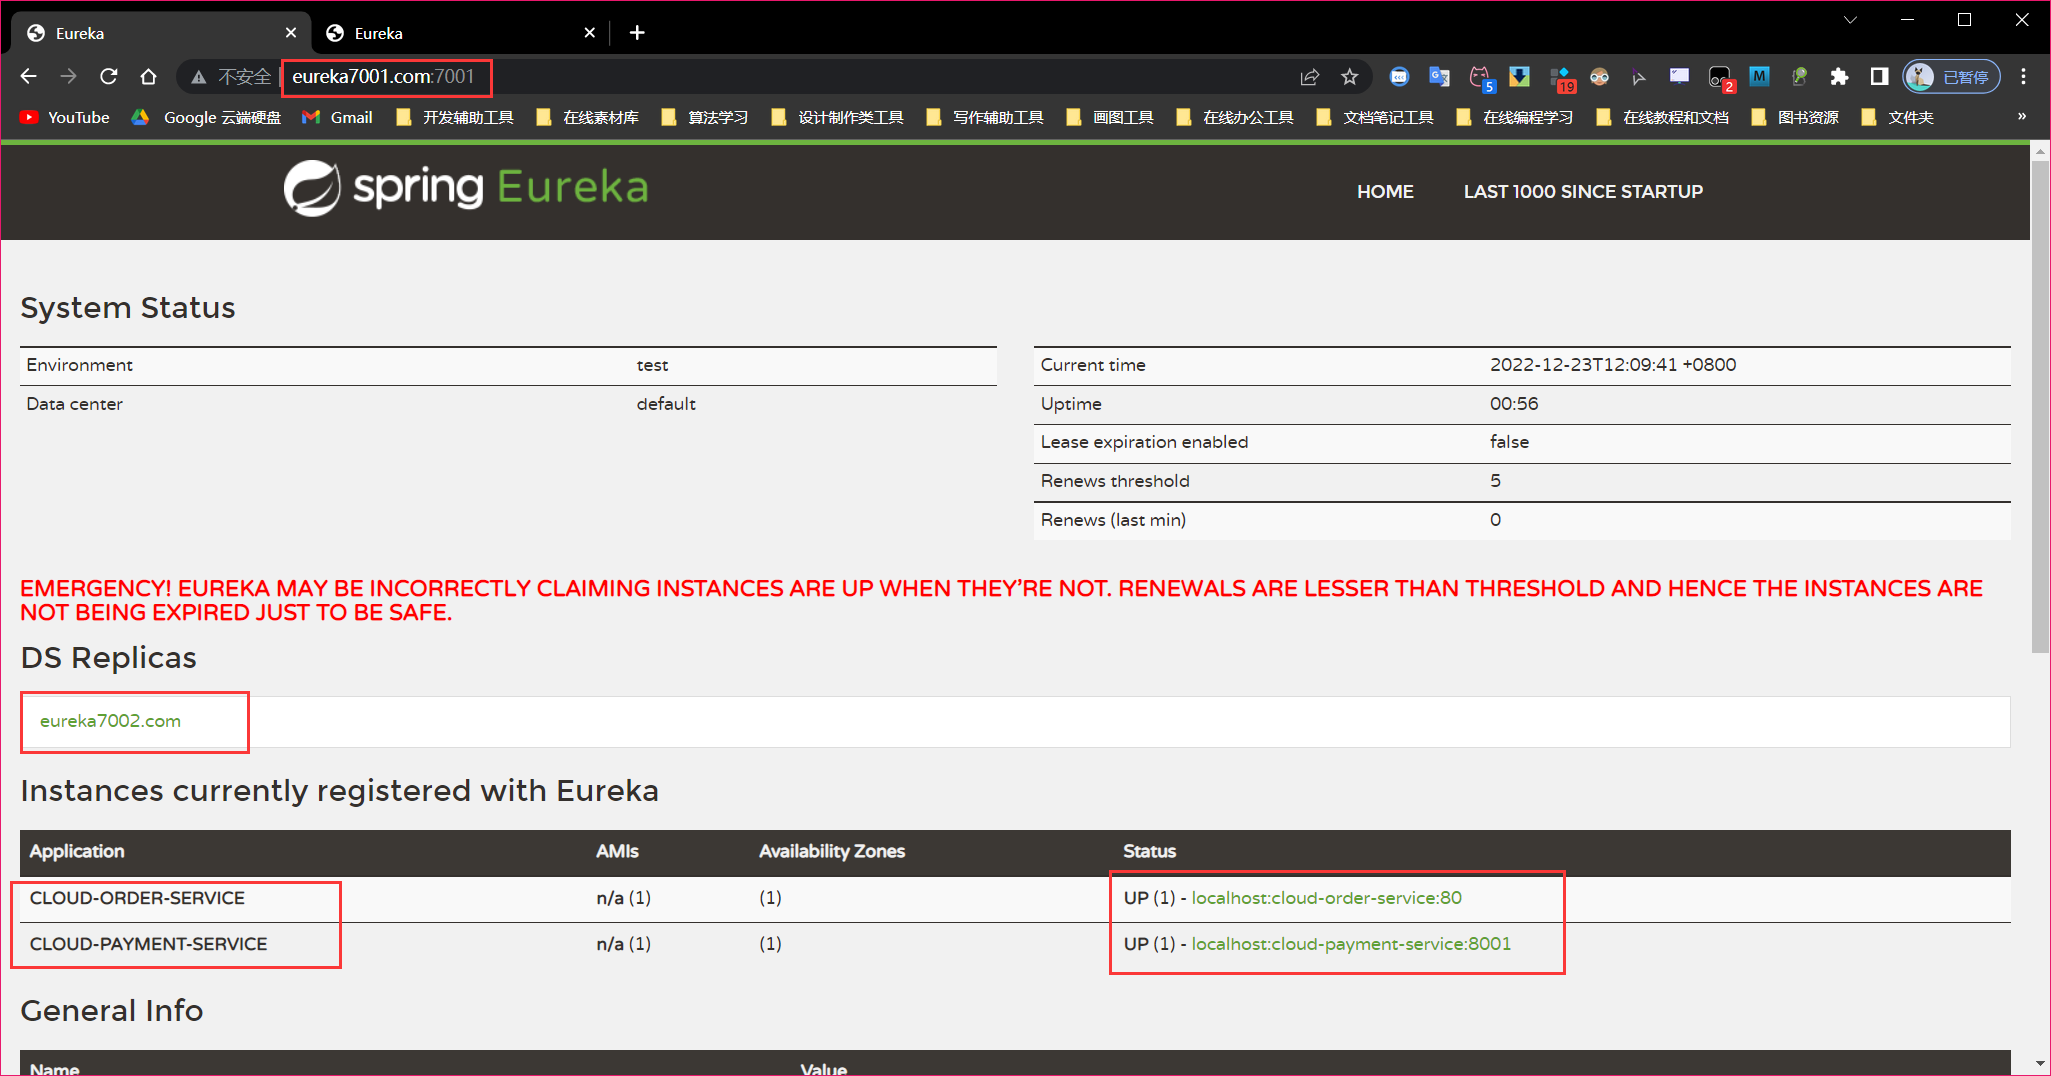 Eureka
Eureka
不安全 eureka7001.com:7001
5
19
2
已暂停
YouTube Google 云端硬盘 Gmail 开发辅助工具 在线素材库 算法学习 设计制作类工具 写作辅助工具 画图工具 在线办公工具 文档笔记工具 在线编程学习 在线教程和文档 图书资源 文件夹 »
spring Eureka
HOME LAST 1000 SINCE STARTUP
System Status
Environment test
Data center default
Current time 2022-12-23T12:09:41 +0800
Uptime 00:56
Lease expiration enabled false
Renews threshold 5
Renews (last min) 0
EMERGENCY! EUREKA MAY BE INCORRECTLY CLAIMING INSTANCES ARE UP WHEN THEY'RE NOT. RENEWALS ARE LESSER THAN THRESHOLD AND HENCE THE INSTANCES ARE
NOT BEING EXPIRED JUST TO BE SAFE.
DS Replicas
eureka7002.com
Instances currently registered with Eureka
Application AMIs Availability Zones Status
CLOUD-ORDER-SERVICE n/a (1) (1) UP (1) - localhost:cloud-order-service:80
CLOUD-PAYMENT-SERVICE n/a (1) (1) UP (1) - localhost:cloud-payment-service:8001
General Info
Name Value